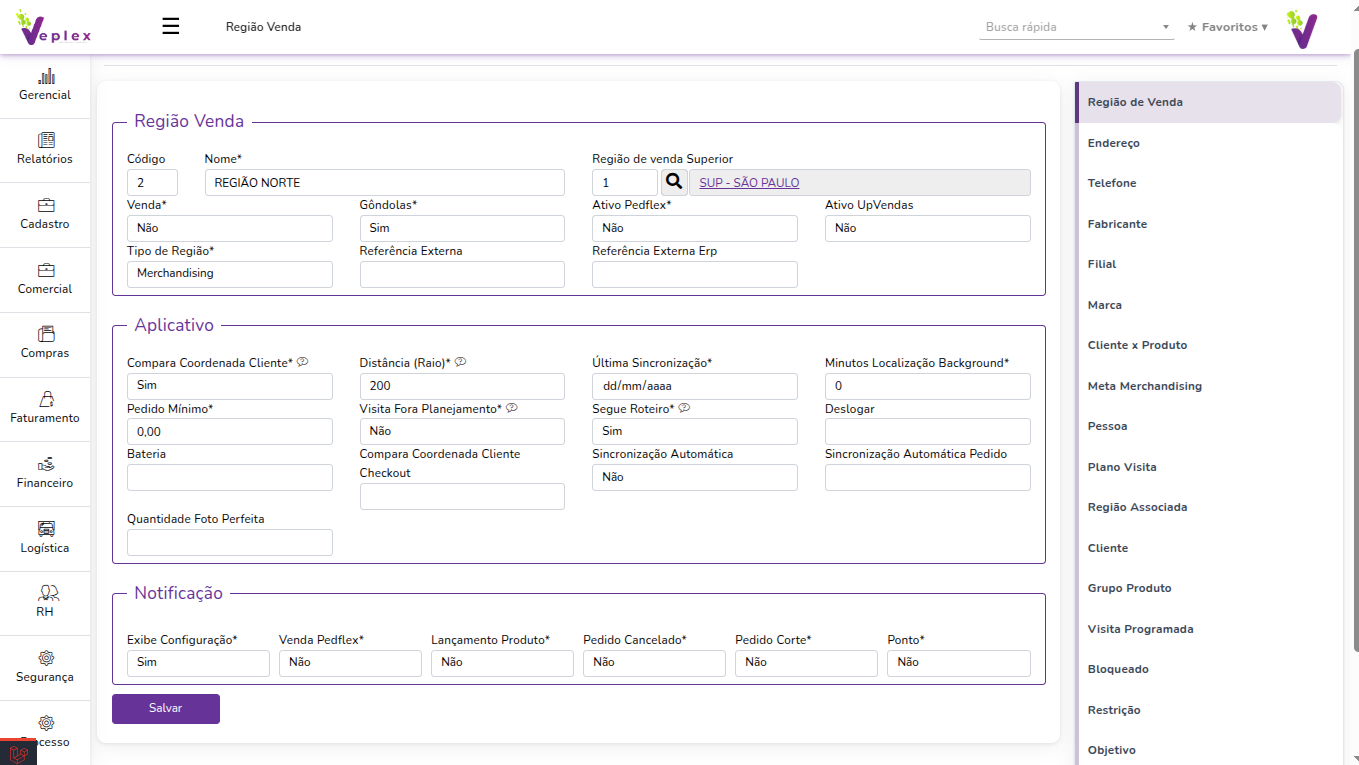 Veplex
Região Venda
Busca rápida
★ Favoritos ▾
Gerencial
Relatórios
Cadastro
Comercial
Compras
Faturamento
Financeiro
Logística
RH
Segurança
Região Venda
Código
Nome*
Região de venda Superior
2
REGIÃO NORTE
1
SUP - SÃO PAULO
Venda*
Gôndolas*
Ativo Pedflex*
Ativo UpVendas
Não
Sim
Não
Não
Tipo de Região*
Referência Externa
Referência Externa Erp
Merchandising
Aplicativo
Compara Coordenada Cliente*
Distância (Raio)*
Última Sincronização*
Minutos Localização Background*
Sim
200
dd/mm/aaaa
0
Pedido Mínimo*
Visita Fora Planejamento*
Segue Roteiro*
Deslogar
0,00
Não
Sim
Bateria
Compara Coordenada Cliente
Checkout
Sincronização Automática
Sincronização Automática Pedido
Não
Quantidade Foto Perfeita
Notificação
Exibe Configuração*
Venda Pedflex*
Lançamento Produto*
Pedido Cancelado*
Pedido Corte*
Ponto*
Sim
Não
Não
Não
Não
Não
Salvar
Região de Venda
Endereço
Telefone
Fabricante
Filial
Marca
Cliente x Produto
Meta Merchandising
Pessoa
Plano Visita
Região Associada
Cliente
Grupo Produto
Visita Programada
Bloqueado
Restrição
Objetivo